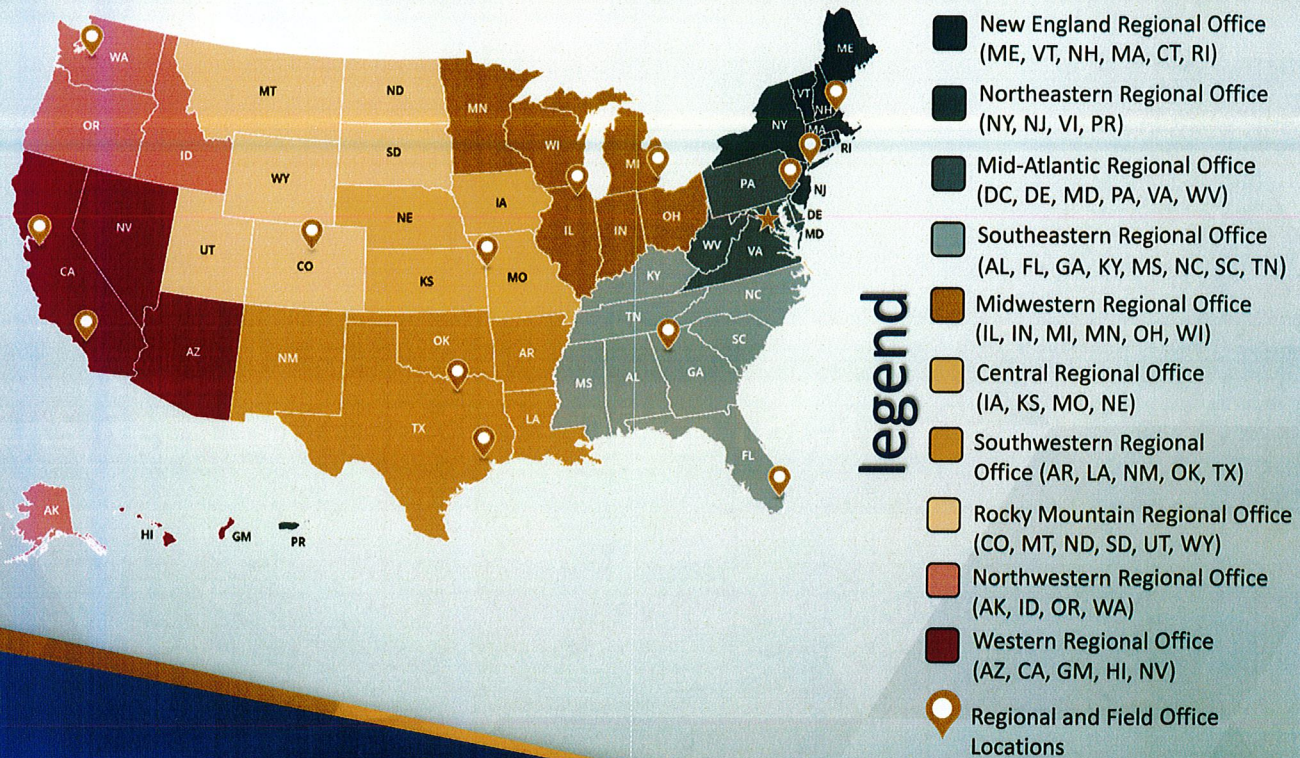 WA
OR
ID
MT
ND
SD
WY
NE
UT
CO
KS
NV
CA
AZ
NM
OK
TX
AR
LA
MN
WI
MI
IA
MO
IL
IN
OH
KY
TN
MS
AL
GA
SC
NC
FL
WV
VA
PA
NY
VT
NH
MA
ME
RI
NJ
DE
MD
AK
HI
GM
PR
legend
New England Regional Office
(ME, VT, NH, MA, CT, RI)
Northeastern Regional Office
(NY, NJ, VI, PR)
Mid-Atlantic Regional Office
(DC, DE, MD, PA, VA, WV)
Southeastern Regional Office
(AL, FL, GA, KY, MS, NC, SC, TN)
Midwestern Regional Office
(IL, IN, MI, MN, OH, WI)
Central Regional Office
(IA, KS, MO, NE)
Southwestern Regional
Office (AR, LA, NM, OK, TX)
Rocky Mountain Regional Office
(CO, MT, ND, SD, UT, WY)
Northwestern Regional Office
(AK, ID, OR, WA)
Western Regional Office
(AZ, CA, GM, HI, NV)
Regional and Field Office
Locations